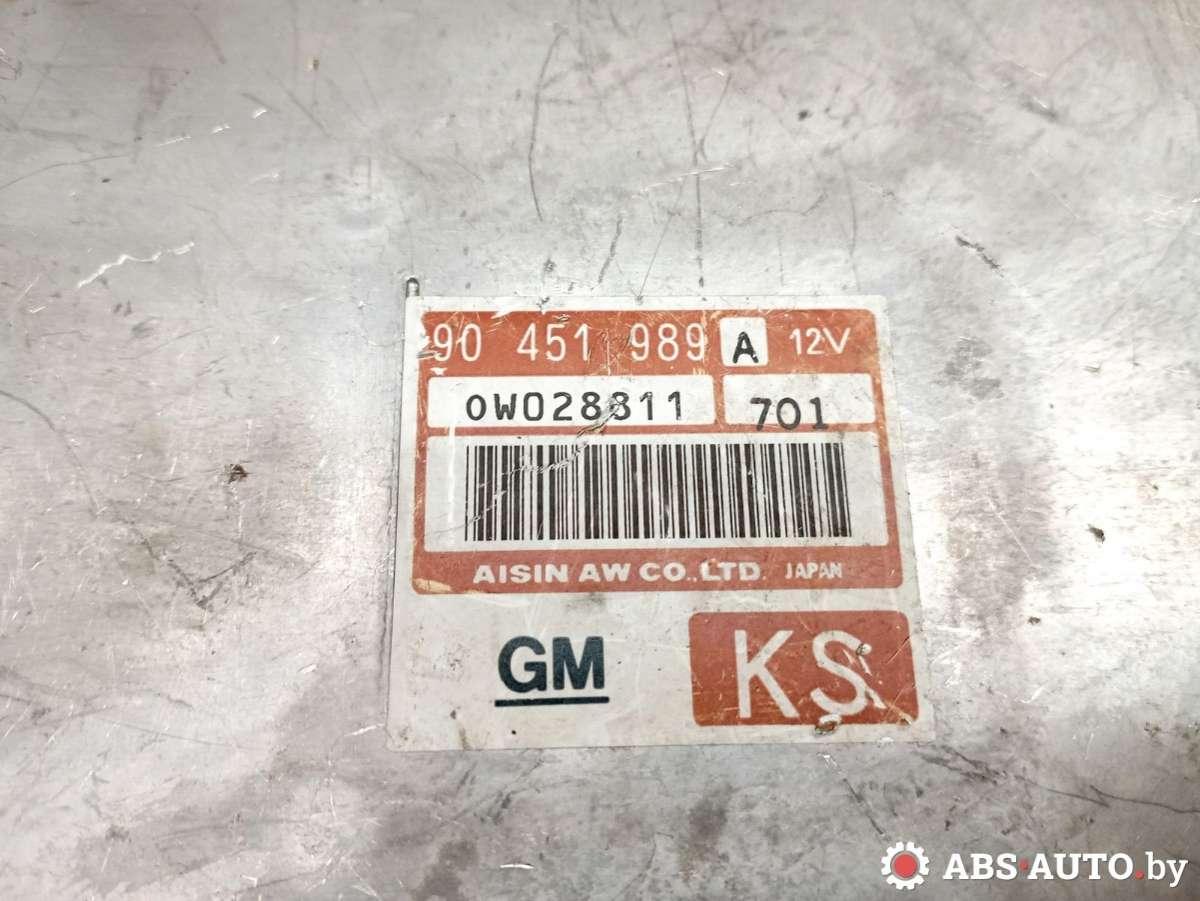 90 451 989 A 12V
0W028811 701
AISIN AW CO.,LTD. JAPAN
GM KS
ABS-AUTO.by